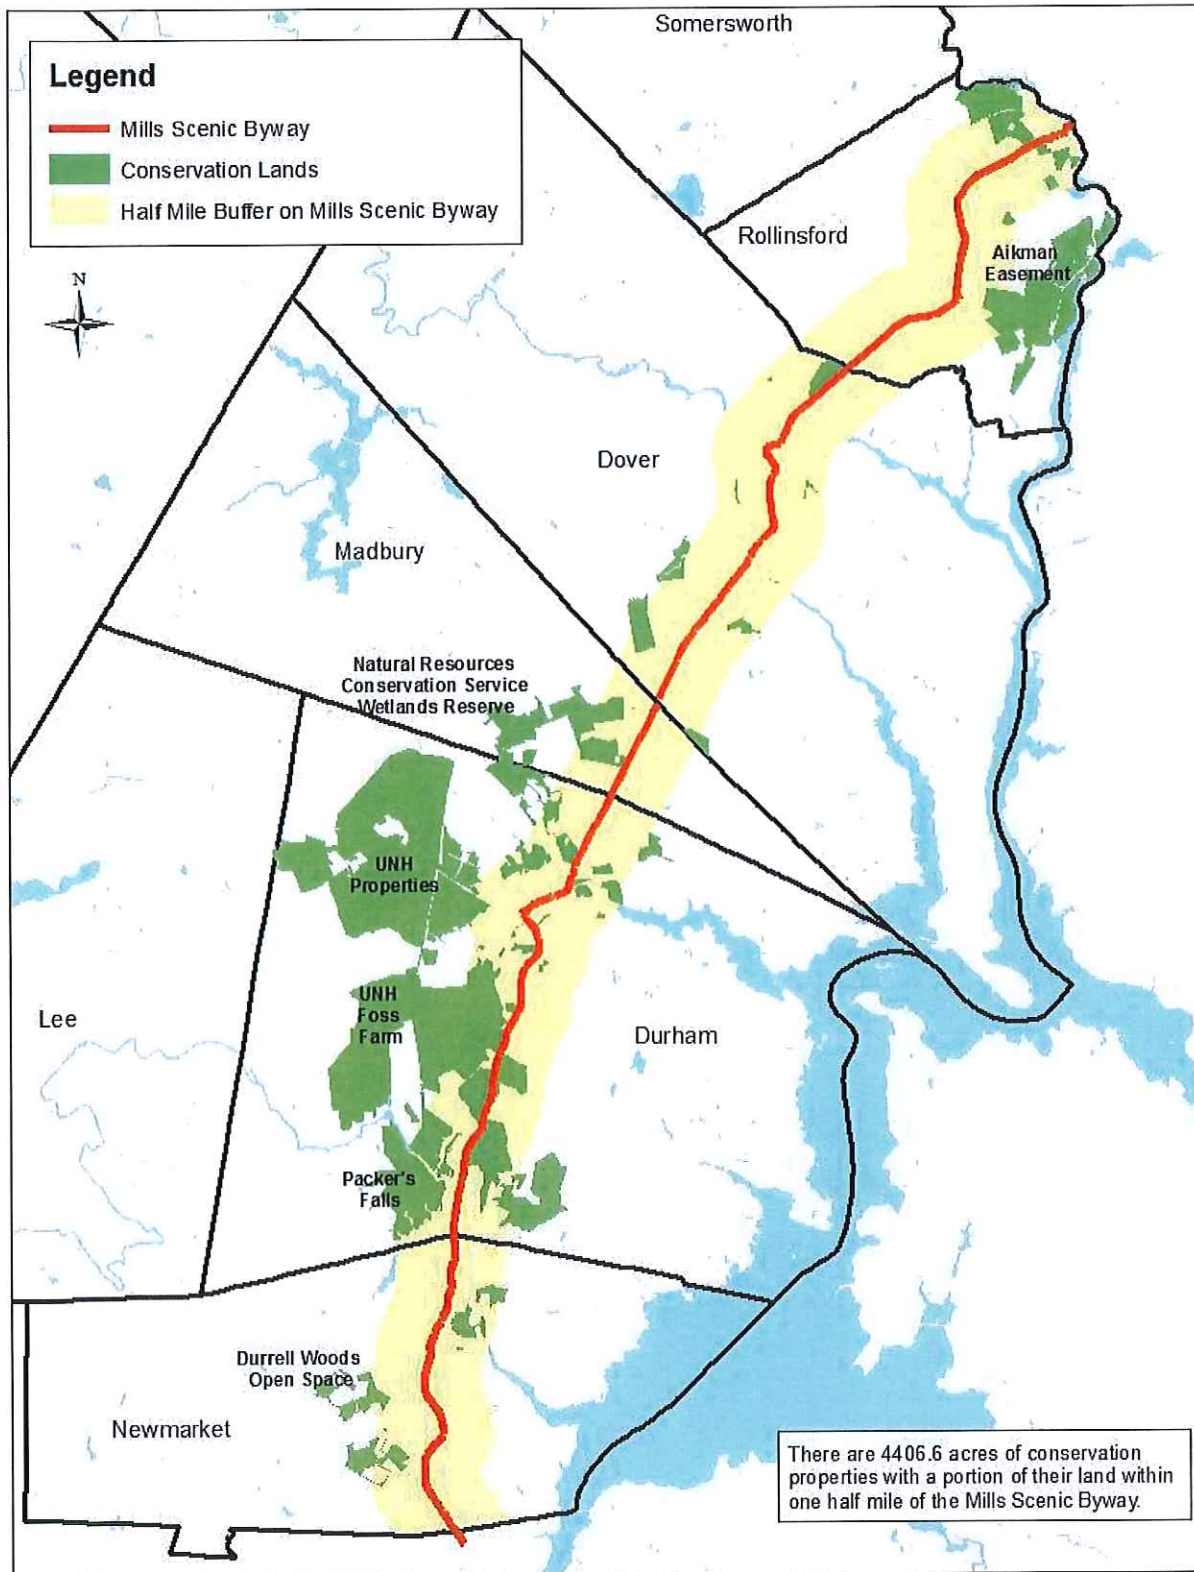 Somersworth
Legend
Mills Scenic Byway
Conservation Lands
Half Mile Buffer on Mills Scenic Byway
N
Rollinsford
Aikman
Easement
Dover
Madbury
Natural Resources
Conservation Service
Wetlands Reserve
UNH
Properties
UNH
Foss
Farm
Lee
Durham
Packer's
Falls
Durrell Woods
Open Space
Newmarket
There are 4406.6 acres of conservation
properties with a portion of their land within
one half mile of the Mills Scenic Byway.